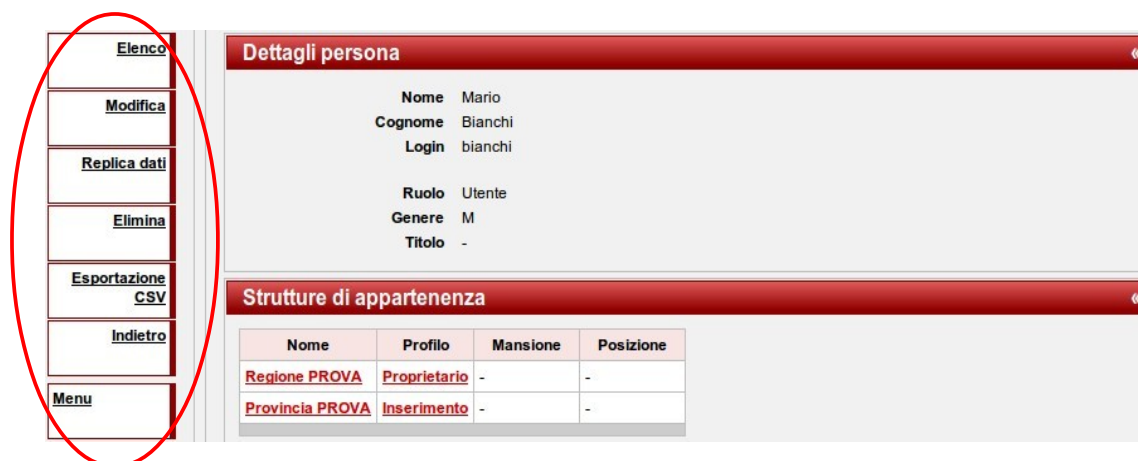 Elenco
Modifica
Replica dati
Elimina
Esportazione
CSV
Indietro
Menu
Dettagli persona «
Nome Mario
Cognome Bianchi
Login bianchi
Ruolo Utente
Genere M
Titolo -
Strutture di appartenenza «
Nome Profilo Mansione Posizione
Regione PROVA Proprietario - -
Provincia PROVA Inserimento - -